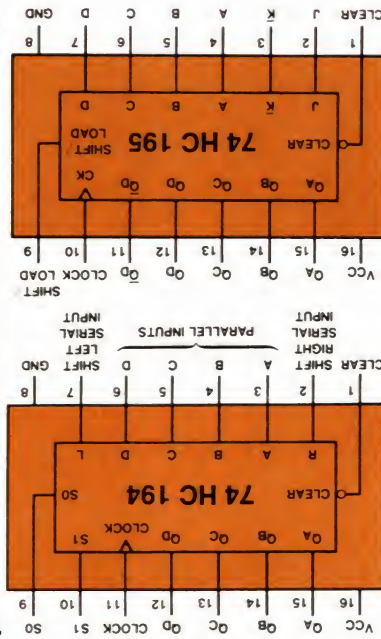 VCC QA QB QC QD CLOCK S1 S0
16 15 14 13 12 11 10 9
QA QB QC QD CLOCK S1
CLEAR 74 HC 194 S0
R A B C D L
1 2 3 4 5 6 7 8
CLEAR SHIFT RIGHT SERIAL INPUT A B C D SHIFT LEFT SERIAL INPUT GND
PARALLEL INPUTS
VCC QA QB QC QD Q̅D CLOCK SHIFT LOAD
16 15 14 13 12 11 10 9
QA QB QC QD Q̅D CK
CLEAR 74 HC 195 SHIFT LOAD
J K̅ A B C D
1 2 3 4 5 6 7 8
CLEAR J K̅ A B C D GND